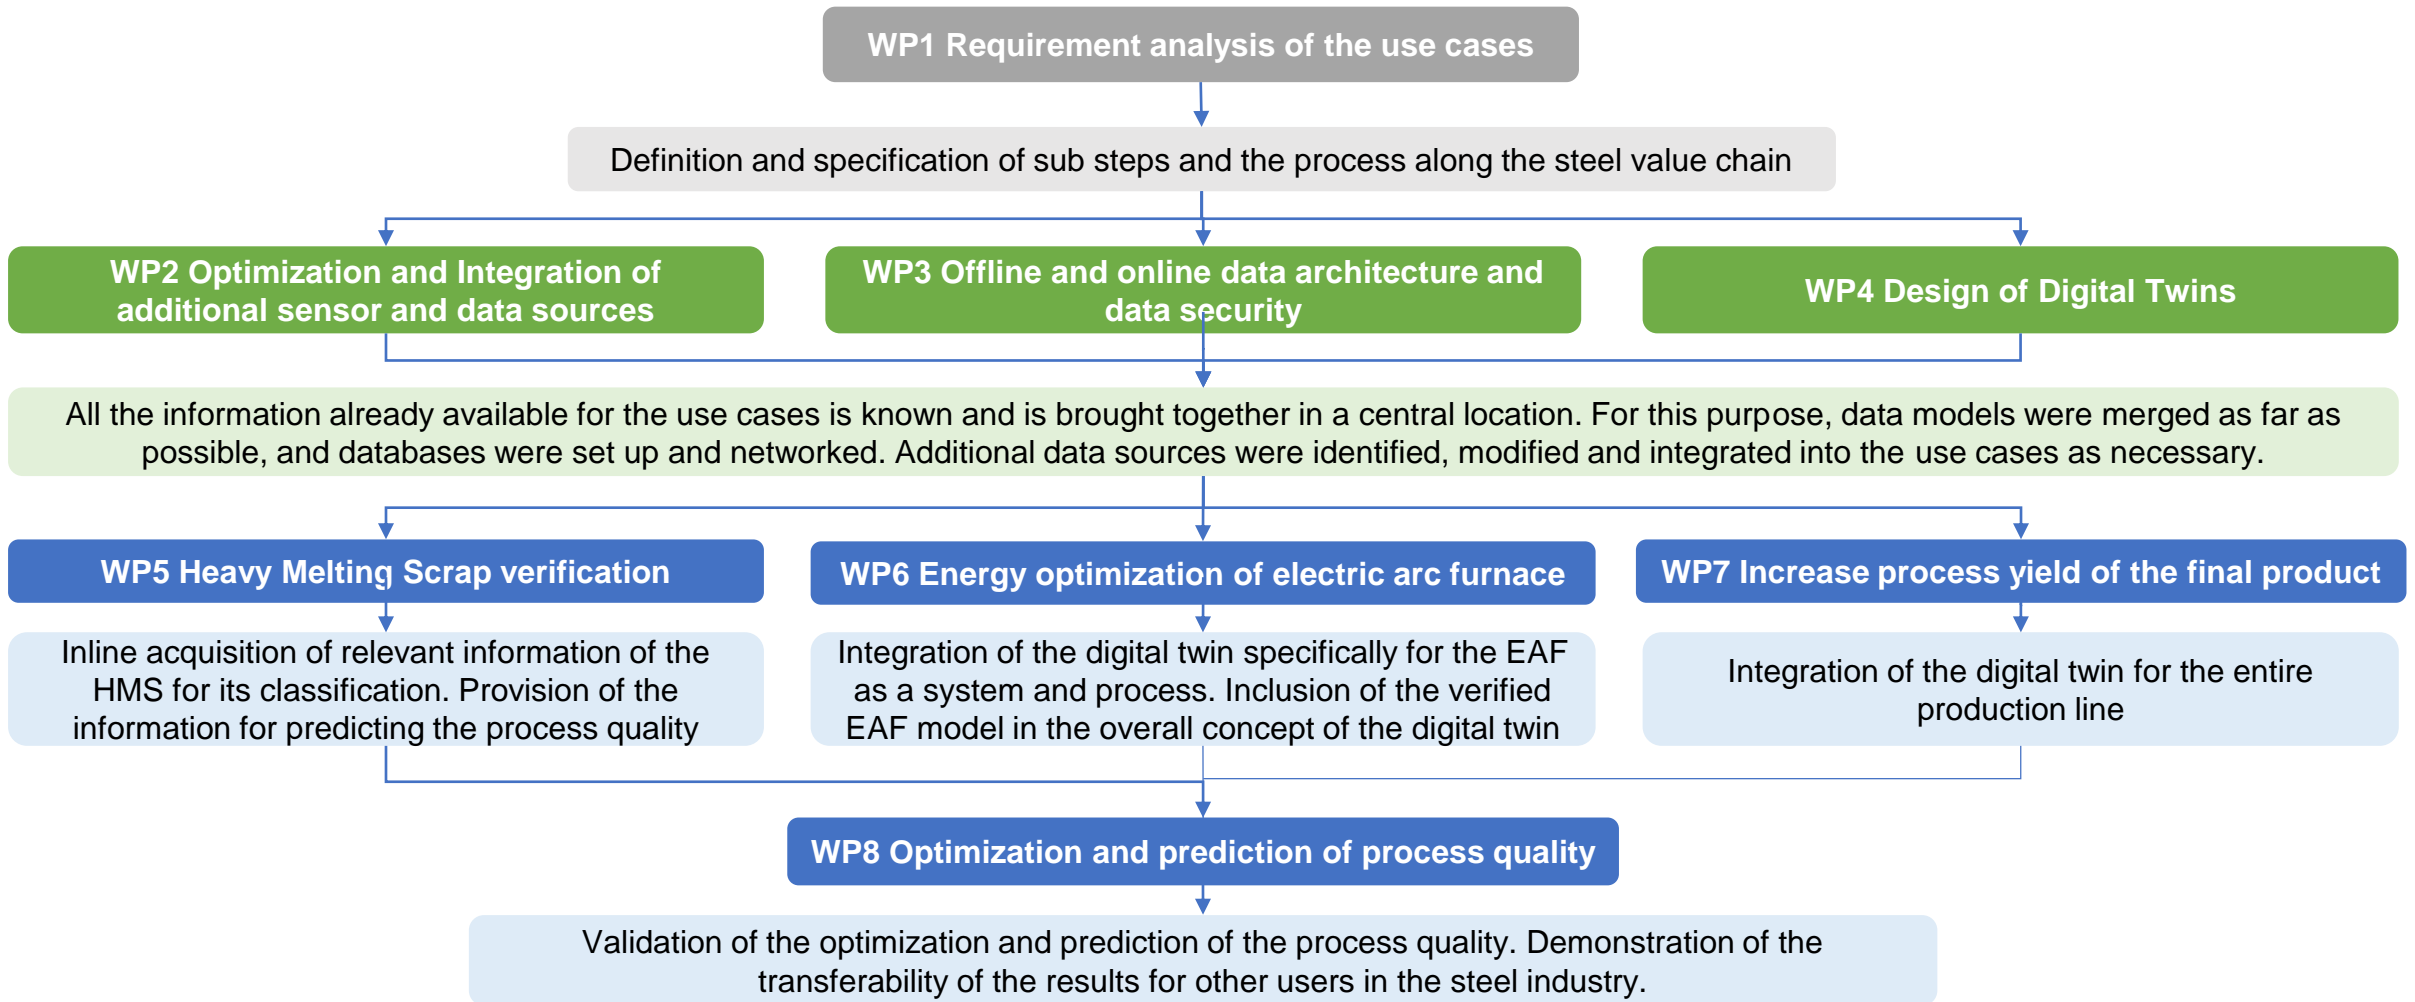 WP1 Requirement analysis of the use cases
Definition and specification of sub steps and the process along the steel value chain
WP2 Optimization and Integration of
additional sensor and data sources
WP3 Offline and online data architecture and
data security
WP4 Design of Digital Twins
All the information already available for the use cases is known and is brought together in a central location. For this purpose, data models were merged as far as
possible, and databases were set up and networked. Additional data sources were identified, modified and integrated into the use cases as necessary.
WP5 Heavy Melting Scrap verification
WP6 Energy optimization of electric arc furnace
WP7 Increase process yield of the final product
Inline acquisition of relevant information of the
HMS for its classification. Provision of the
information for predicting the process quality
Integration of the digital twin specifically for the EAF
as a system and process. Inclusion of the verified
EAF model in the overall concept of the digital twin
Integration of the digital twin for the entire
production line
WP8 Optimization and prediction of process quality
Validation of the optimization and prediction of the process quality. Demonstration of the
transferability of the results for other users in the steel industry.